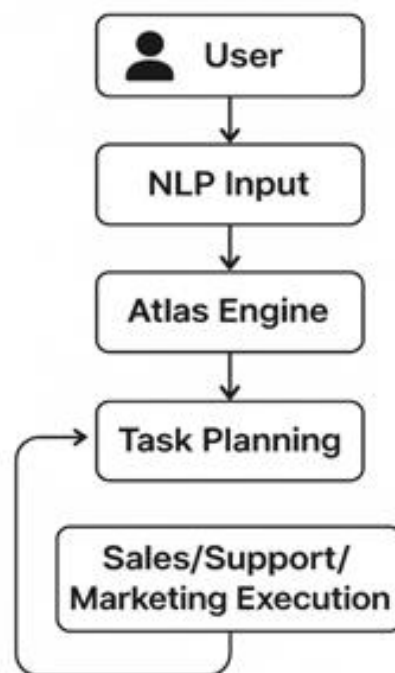 User
NLP Input
Atlas Engine
Task Planning
Sales/Support/
Marketing Execution